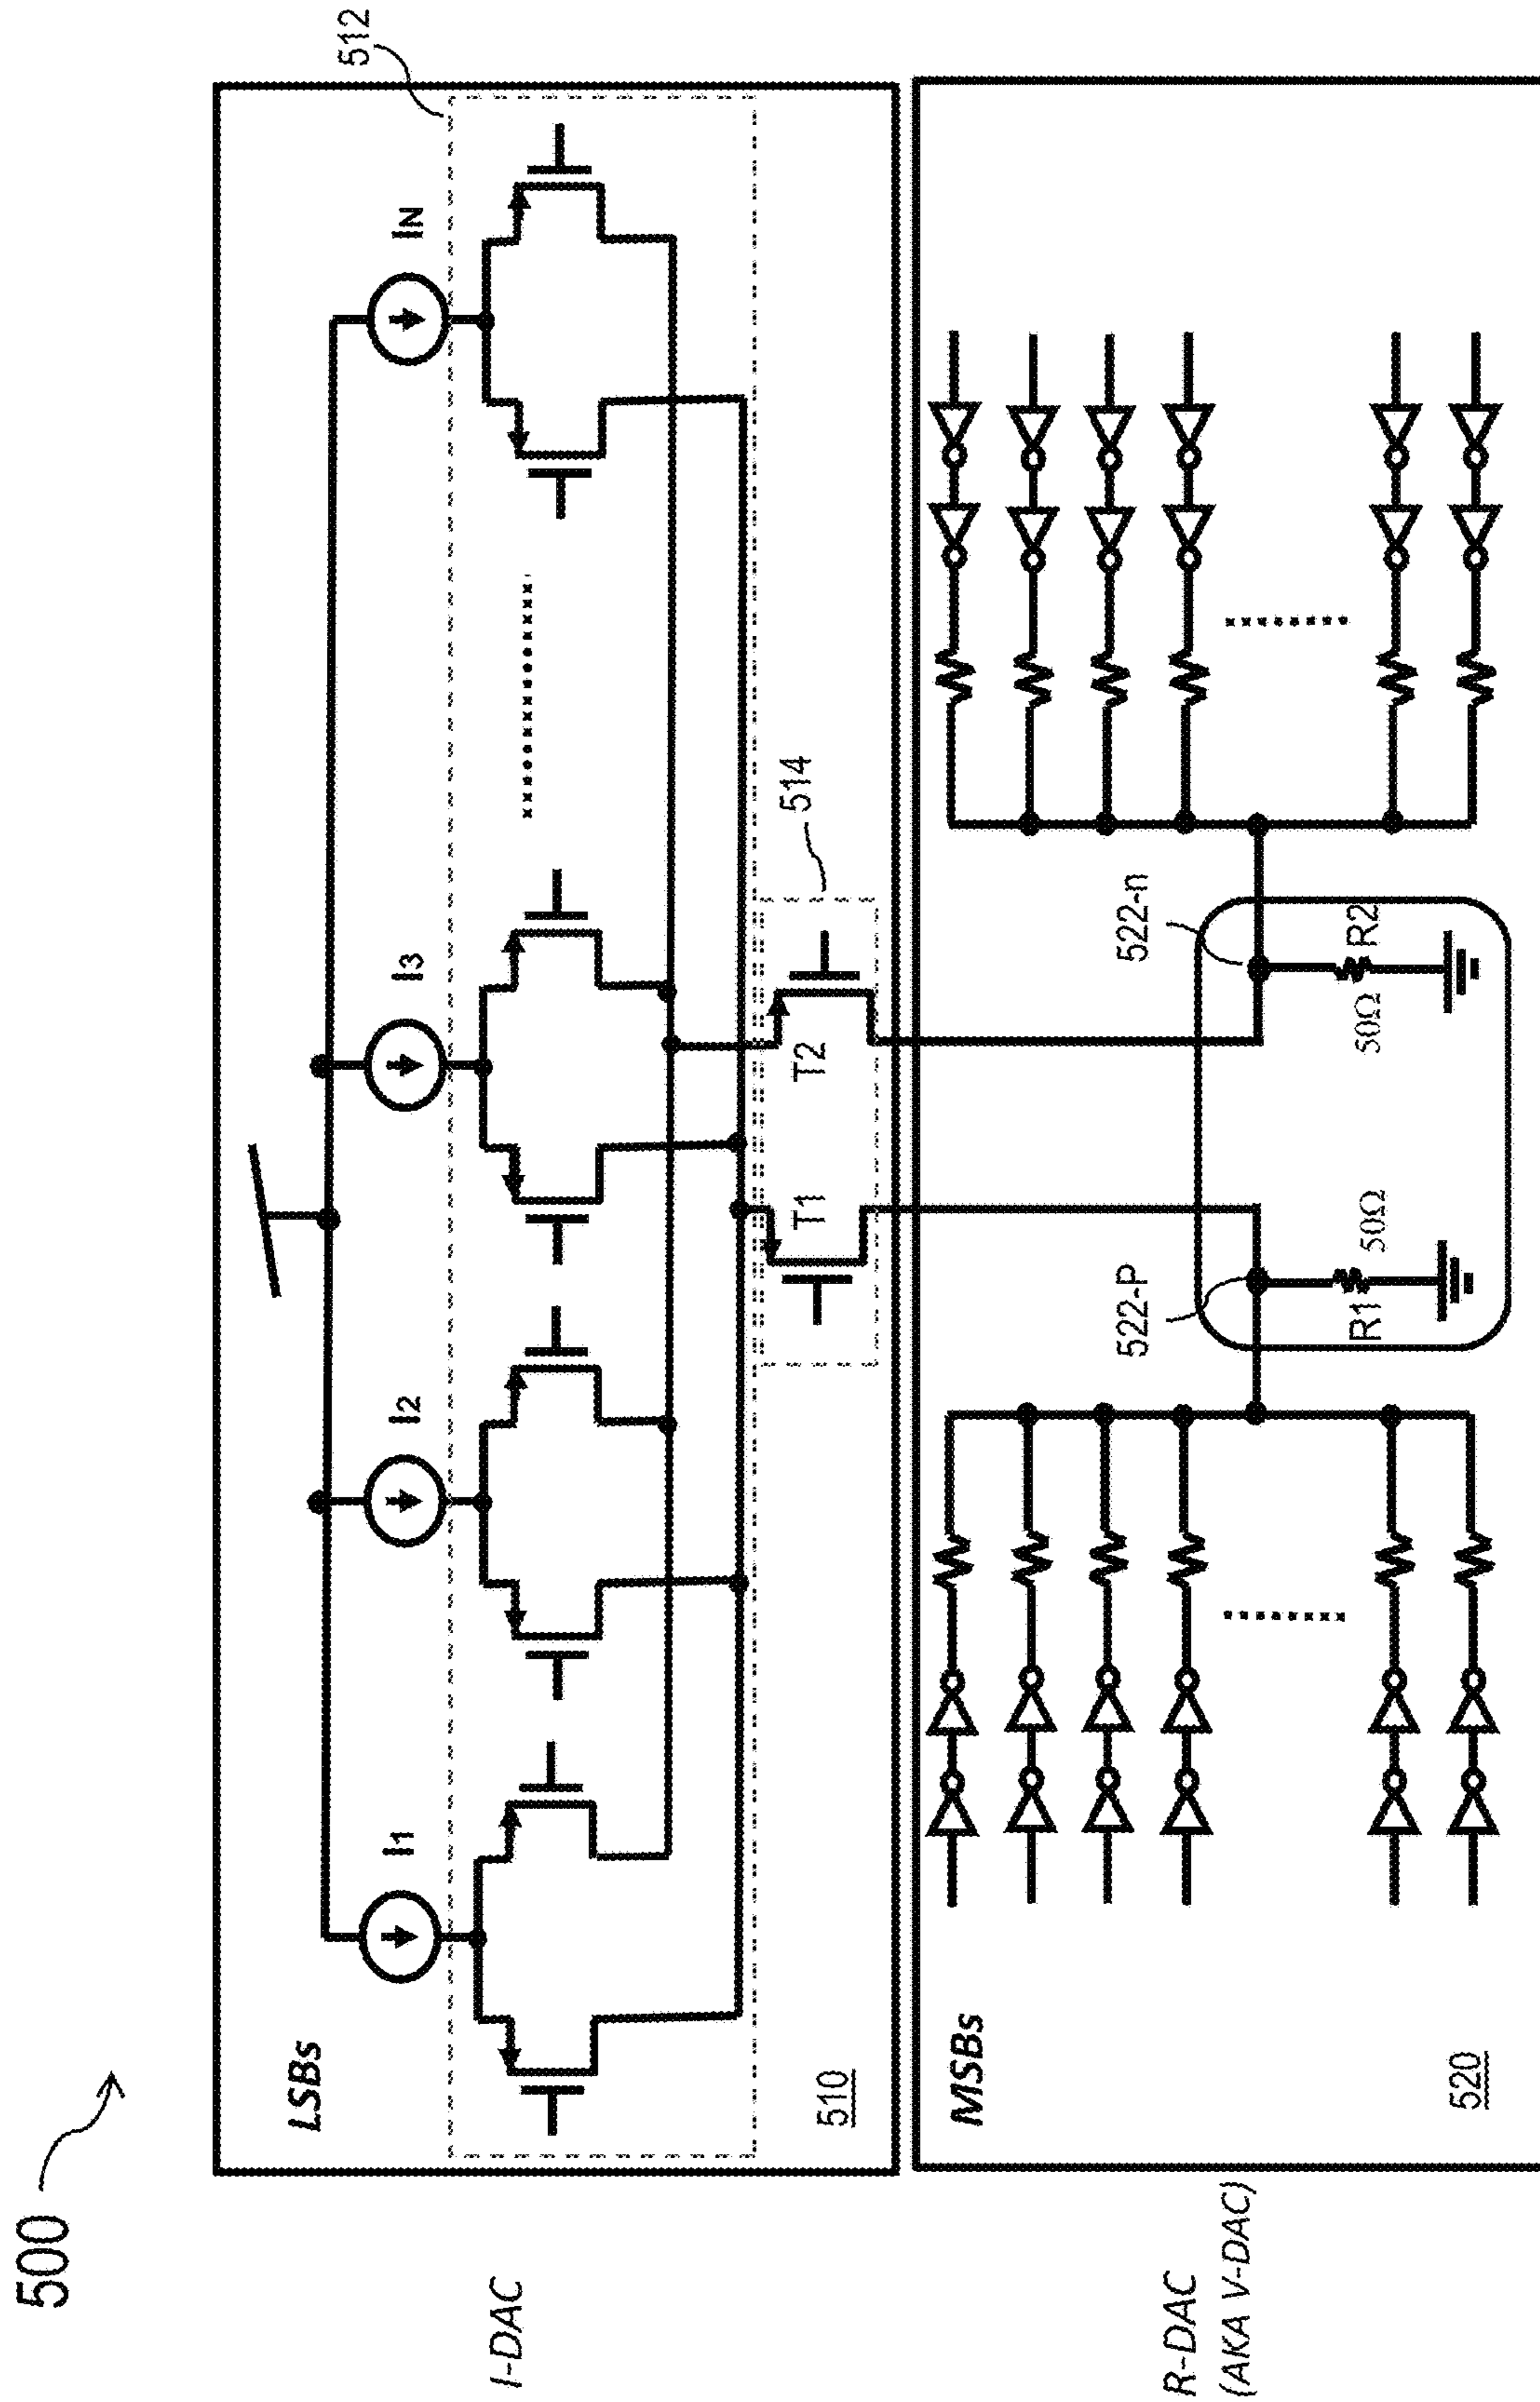 500
I-DAC
LSBs
I1
I2
I3
IN
512
510
T1
T2
514
R-DAC
(AKA V-DAC)
MSBs
520
522-P
522-n
R1
50Ω
50Ω
R2